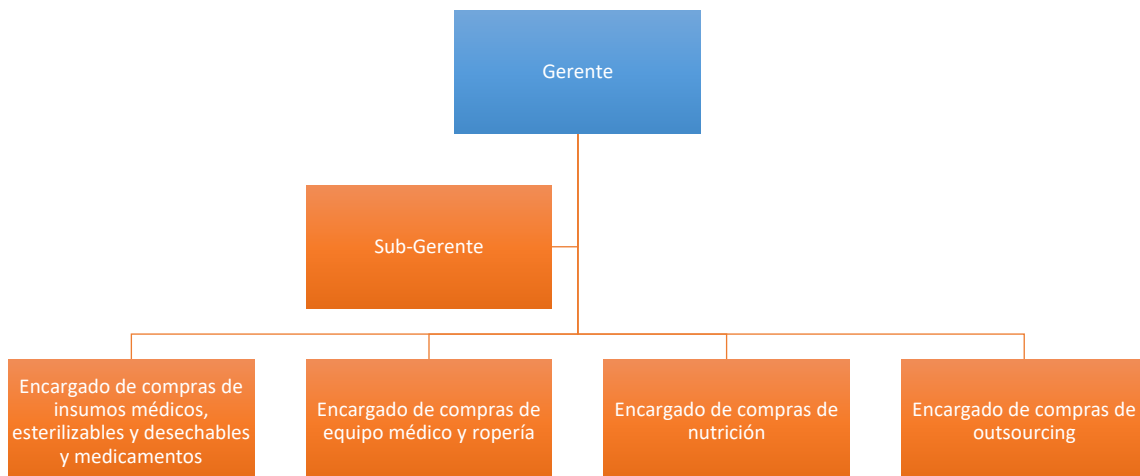 Gerente
Sub-Gerente
Encargado de compras de
insumos médicos,
esterilizables y desechables
y medicamentos
Encargado de compras de
equipo médico y ropería
Encargado de compras de
nutrición
Encargado de compras de
outsourcing